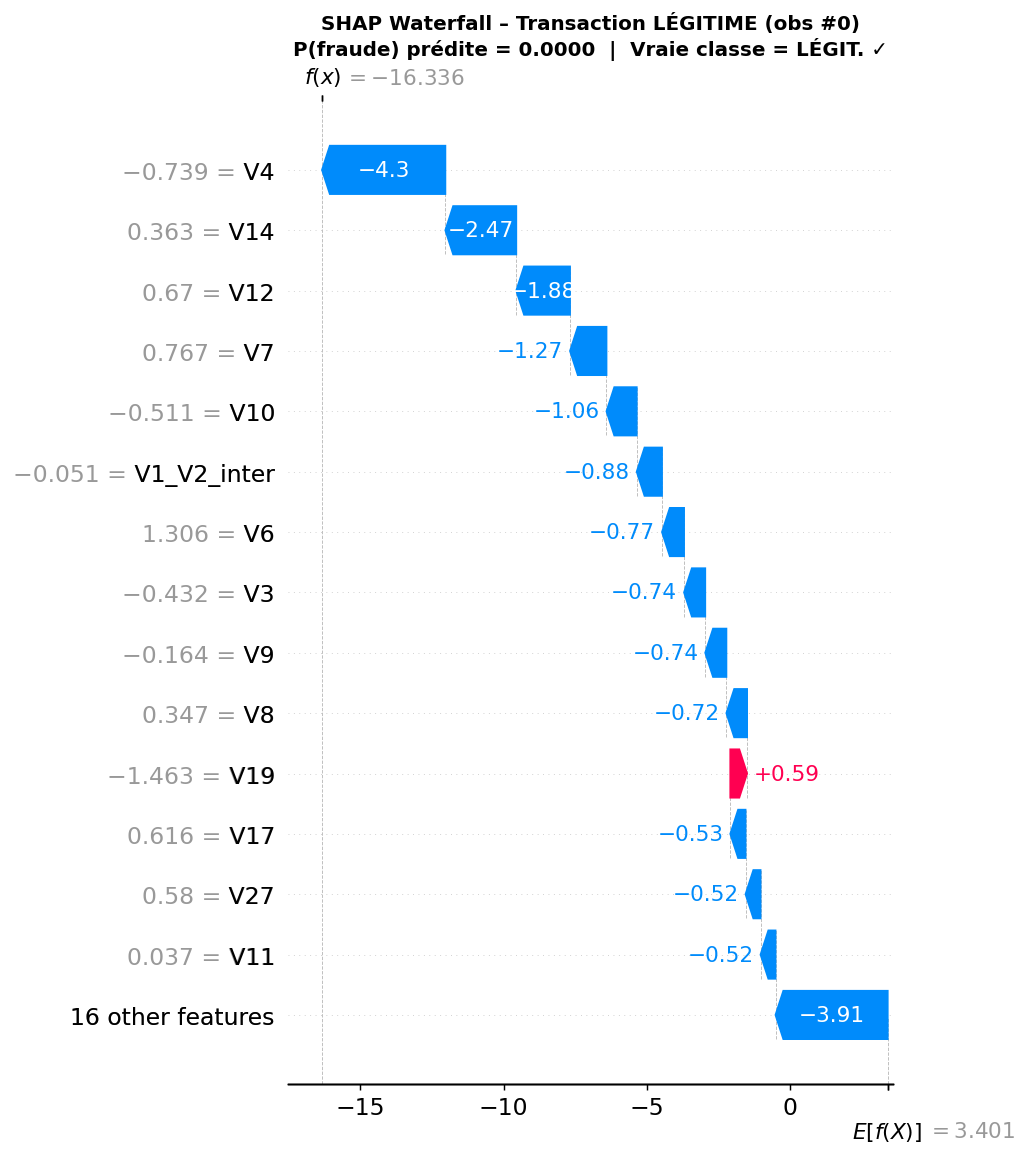 SHAP Waterfall – Transaction LÉGITIME (obs #0)
P(fraude) prédite = 0.0000 | Vraie classe = LÉGIT. ✓
f(x) = −16.336
−0.739 = V4 −4.3
0.363 = V14 −2.47
0.67 = V12 −1.88
0.767 = V7 −1.27
−0.511 = V10 −1.06
−0.051 = V1_V2_inter −0.88
1.306 = V6 −0.77
−0.432 = V3 −0.74
−0.164 = V9 −0.74
0.347 = V8 −0.72
−1.463 = V19 +0.59
0.616 = V17 −0.53
0.58 = V27 −0.52
0.037 = V11 −0.52
16 other features −3.91
−15 −10 −5 0
E[f(X)] = 3.401